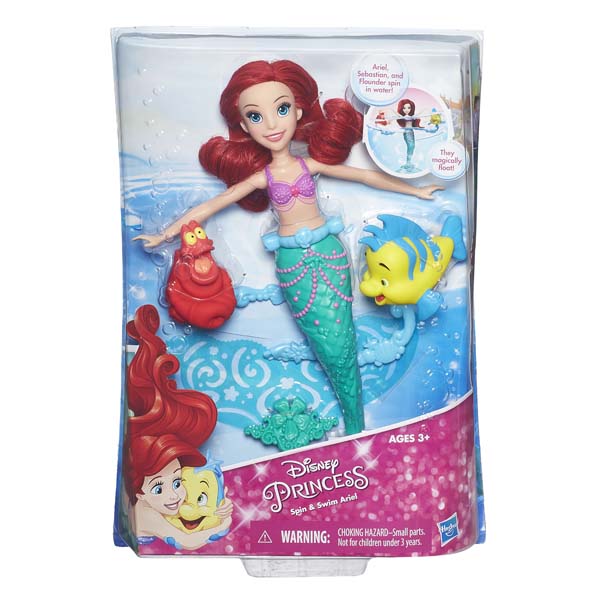 Ariel,
Sebastian, and
Flounder spin
in water!
They
magically
float!
AGES 3+
Disney
PRINCESS
Spin & Swim Ariel
WARNING:
CHOKING HAZARD–Small parts.
Not for children under 3 years.
Hasbro